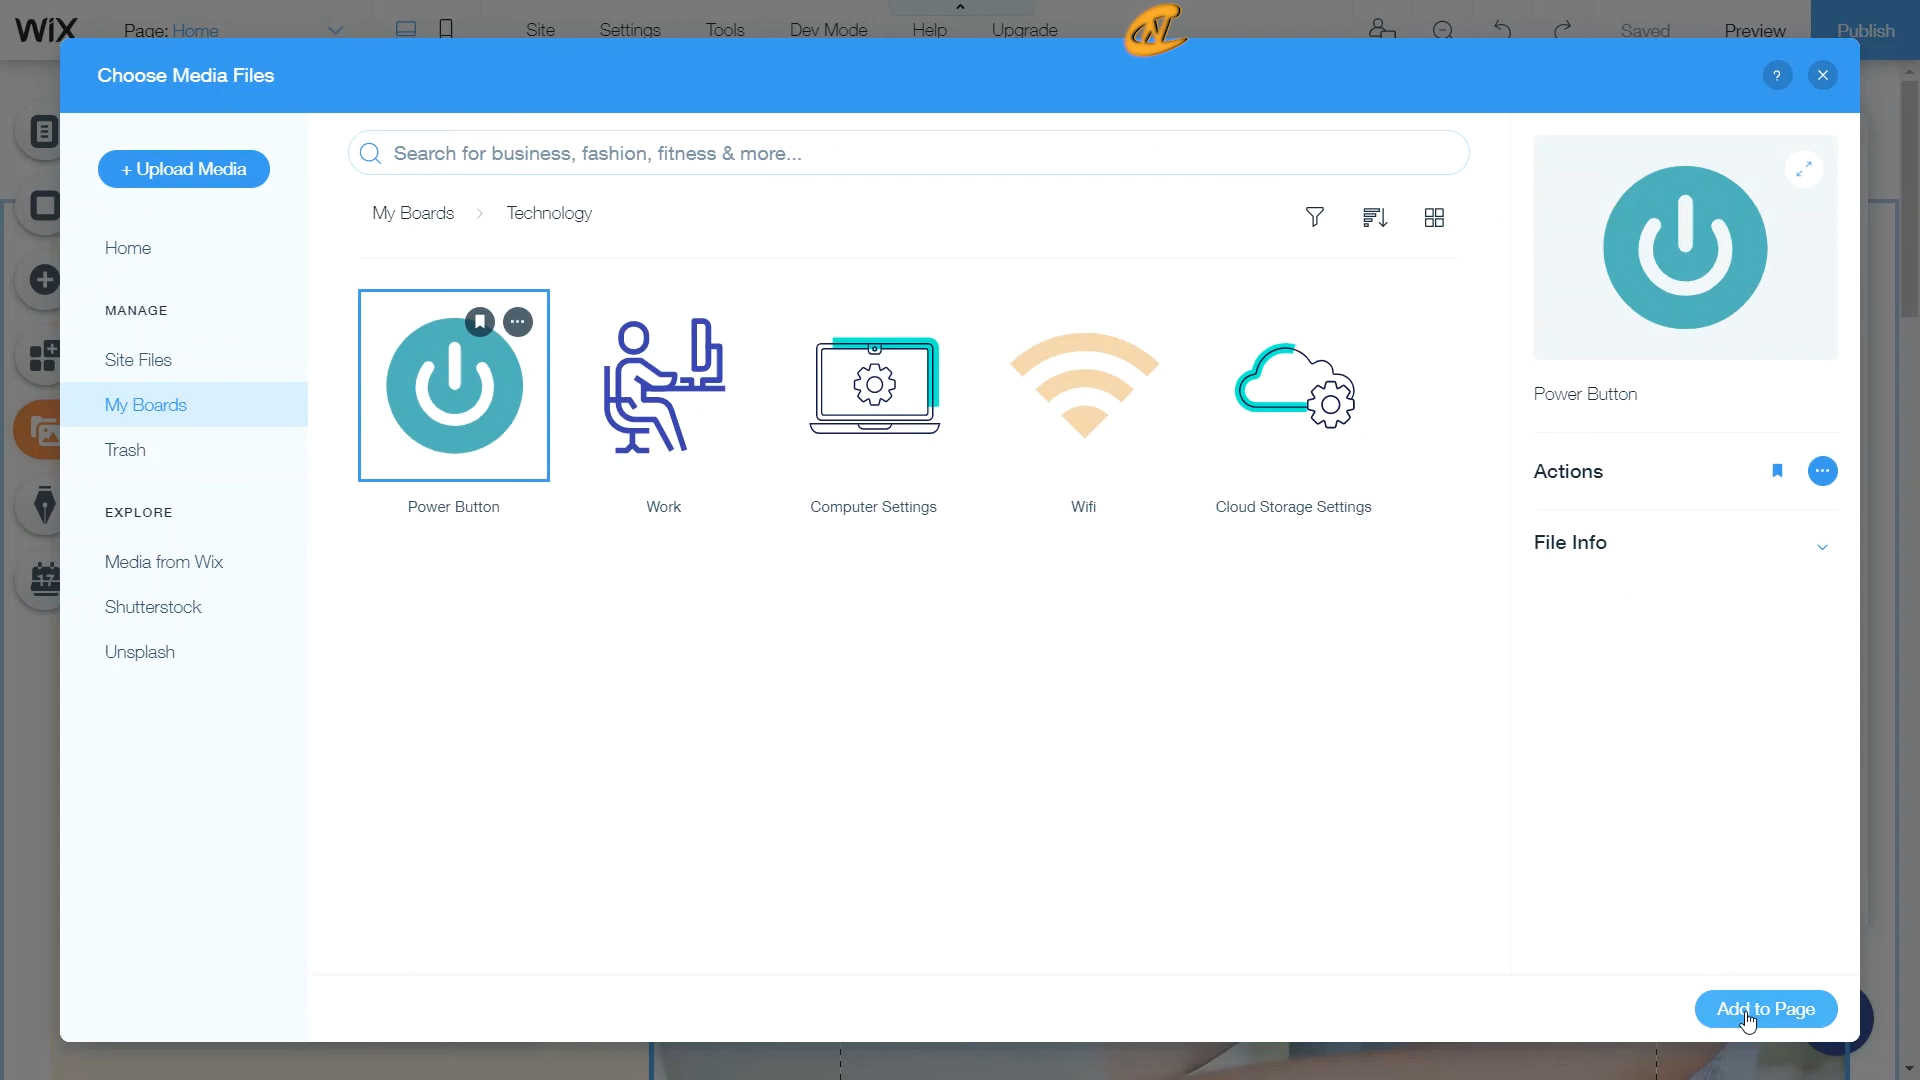 WiX Page: Home Site Settings Tools Dev Mode Help Upgrade Saved Preview Publish
Choose Media Files ?
+ Upload Media
Search for business, fashion, fitness & more...
My Boards > Technology
Home
MANAGE
Site Files
My Boards
Trash
EXPLORE
Media from Wix
Shutterstock
Unsplash
17
Power Button
Work
Computer Settings
Wifi
Cloud Storage Settings
Power Button
Actions
File Info
Add to Page